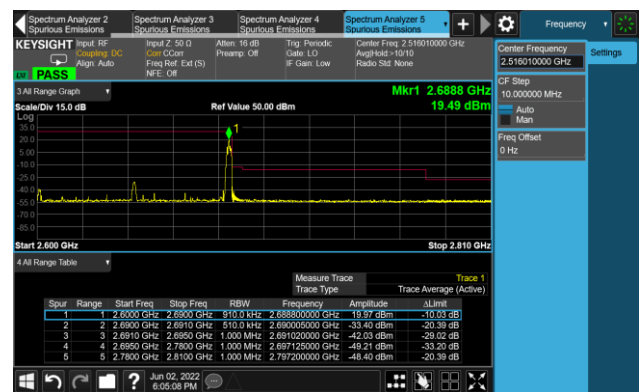 Spectrum Analyzer 2
Spurious Emissions
Spectrum Analyzer 3
Spurious Emissions
Spectrum Analyzer 4
Spurious Emissions
Spectrum Analyzer 5
Spurious Emissions
Frequency
KEYSIGHT
Input: RF
Coupling: DC
Align: Auto
Input Z: 50 Ω
Corr CCorr
Freq Ref: Ext (S)
NFE: Off
Atten: 16 dB
Preamp: Off
Trig: Periodic
Gate: LO
IF Gain: Low
Center Freq: 2.516010000 GHz
Avg|Hold:>10/10
Radio Std: None
PASS
Center Frequency
2.516010000 GHz
Settings
CF Step
10.000000 MHz
Auto
Man
Freq Offset
0 Hz
3 All Range Graph
Mkr1 2.6888 GHz
Scale/Div 15.0 dB
Ref Value 50.00 dBm
19.49 dBm
Log
35.0
20.0
5.00
-10.0
-25.0
-40.0
-55.0
-70.0
-85.0
1
Start 2.600 GHz
Stop 2.810 GHz
4 All Range Table
Measure Trace Trace 1
Trace Type Trace Average (Active)
Spur Range Start Freq Stop Freq RBW Frequency Amplitude ΔLimit
1 1 2.6000 GHz 2.6900 GHz 910.0 kHz 2.688800000 GHz 19.97 dBm -10.03 dB
2 2 2.6900 GHz 2.6910 GHz 510.0 kHz 2.690005000 GHz -33.40 dBm -20.39 dB
3 3 2.6910 GHz 2.6950 GHz 1.000 MHz 2.691020000 GHz -42.03 dBm -29.02 dB
4 4 2.6950 GHz 2.7800 GHz 1.000 MHz 2.697125000 GHz -49.21 dBm -33.20 dB
5 5 2.7800 GHz 2.8100 GHz 1.000 MHz 2.797200000 GHz -48.40 dBm -20.39 dB
Jun 02, 2022
6:05:08 PM